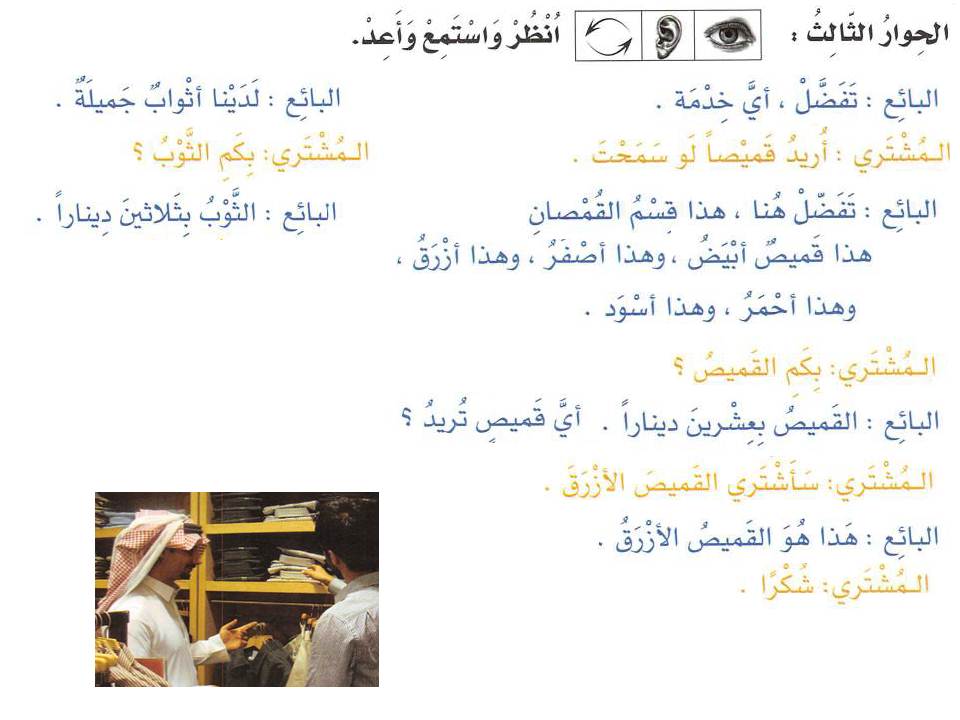 الحِوارُ الثّالِثُ : اُنْظُرْ وَاسْتَمِعْ وَأَعِدْ.
البائِع : تَفَضَّلْ ، أيَّ خِدْمَة .
المُشْتَري : أُريدُ قَميْصاً لَو سَمَحْتَ .
البائِع : تَفَضّلْ هُنا ، هذا قِسْمُ القُمْصانِ
هذا قَميصٌ أبْيَضُ ، وهذا أصْفَرُ ، وهذا أزْرَقُ ،
وهذا أحْمَرُ ، وهذا أسْوَد .
المُشْتَري: بِكَمِ القَميصُ ؟
البائِع : القَميصُ بِعِشْرينَ ديناراً . أيَّ قَميصٍ تُريدُ ؟
المُشْتَري: سَأَشْتَري القَميصَ الأزْرَقَ .
البائِع : هَذا هُوَ القَميصُ الأزْرَقُ .
المُشْتَري: شُكْرًا .
البائِع : لَدَيْنا أثْوابٌ جَميلَةٌ .
المُشْتَري: بِكَمِ الثَّوْبُ ؟
البائِع : الثَّوْبُ بِثَلاثينَ دِيناراً .